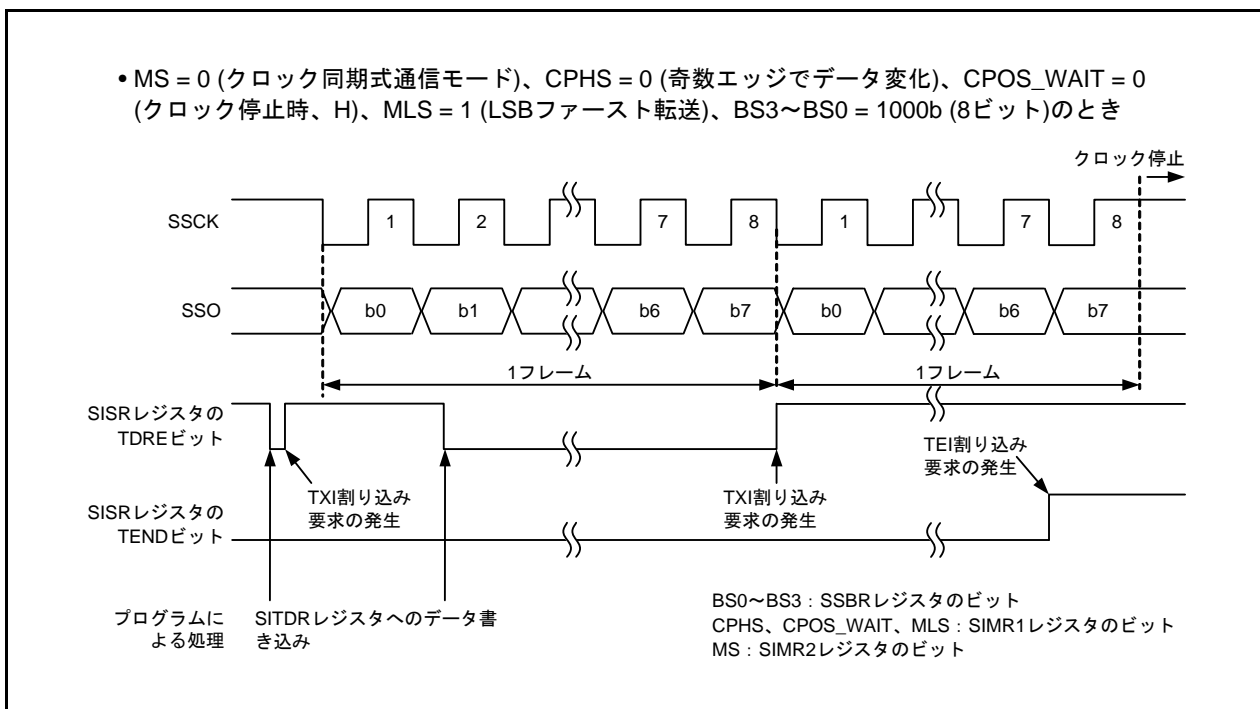 • MS = 0 (クロック同期式通信モード)、CPHS = 0 (奇数エッジでデータ変化)、CPOS_WAIT = 0
(クロック停止時、H)、MLS = 1 (LSBファースト転送)、BS3~BS0 = 1000b (8ビット)のとき
クロック停止
SSCK
1 2 7 8 1 7 8
SSO
b0 b1 b6 b7 b0 b6 b7
1フレーム 1フレーム
SISRレジスタの
TDREビット
TXI割り込み
要求の発生
TXI割り込み
要求の発生
TEI割り込み
要求の発生
SISRレジスタの
TENDビット
プログラムに
よる処理
SITDRレジスタへのデータ書
き込み
BS0~BS3:SSBRレジスタのビット
CPHS、CPOS_WAIT、MLS:SIMR1レジスタのビット
MS:SIMR2レジスタのビット